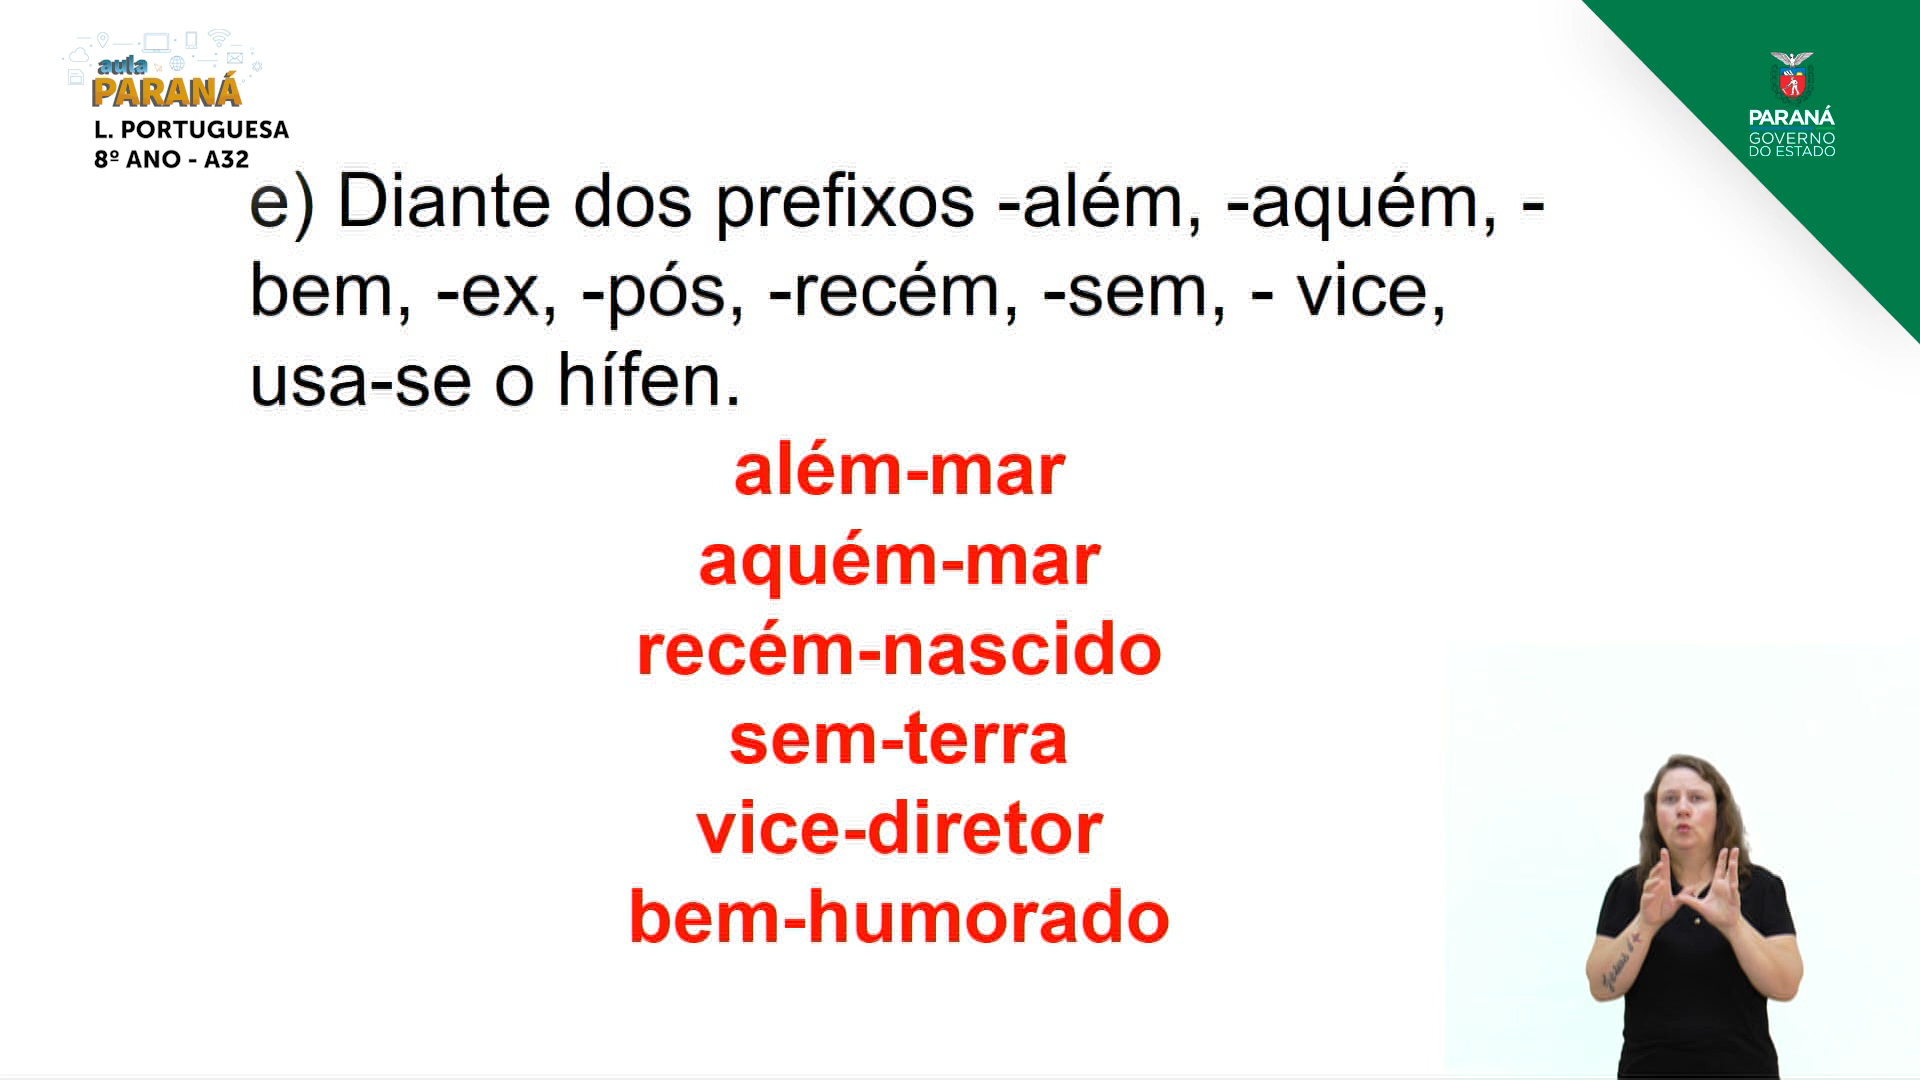 aula
PARANÁ
L. PORTUGUESA
8º ANO - A32
PARANÁ
GOVERNO
DO ESTADO
e) Diante dos prefixos -além, -aquém, -
bem, -ex, -pós, -recém, -sem, - vice,
usa-se o hífen.
além-mar
aquém-mar
recém-nascido
sem-terra
vice-diretor
bem-humorado